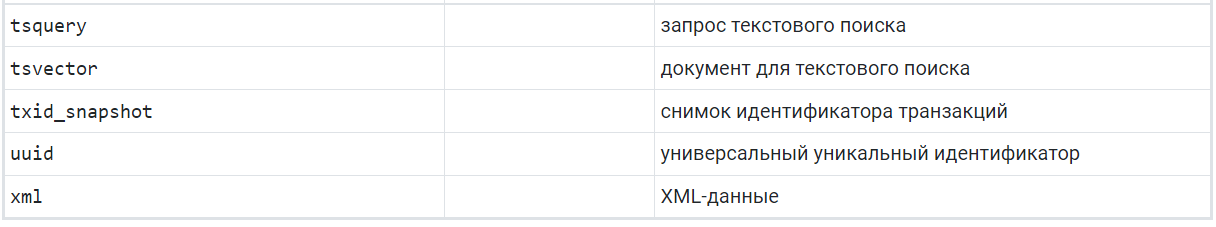 tsquery запрос текстового поиска
tsvector документ для текстового поиска
txid_snapshot снимок идентификатора транзакций
uuid универсальный уникальный идентификатор
xml XML-данные